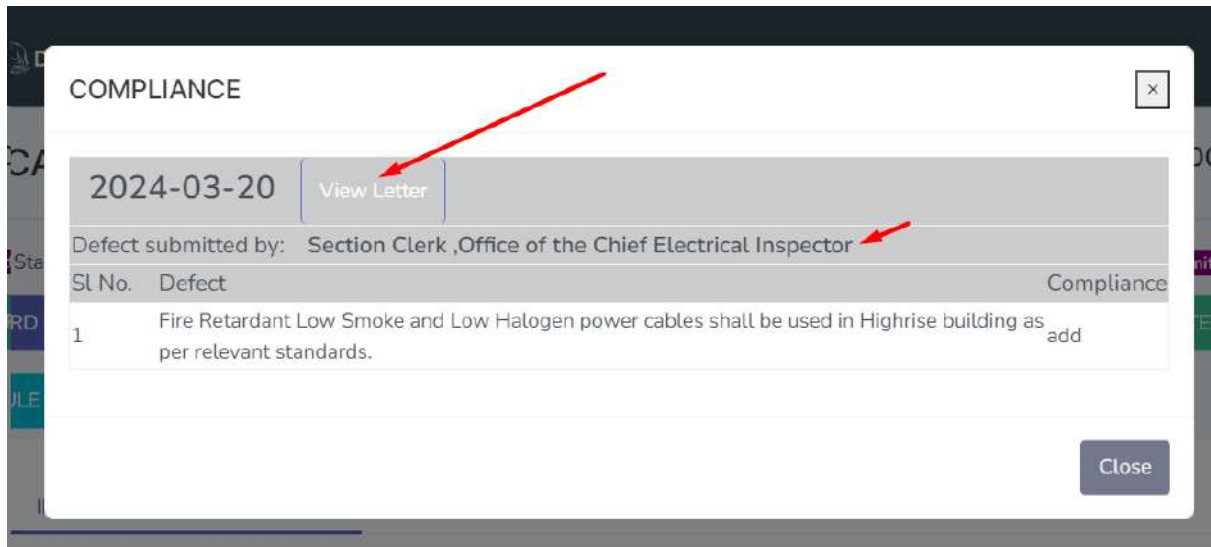 COMPLIANCE ×
2024-03-20 View Letter
Defect submitted by: Section Clerk ,Office of the Chief Electrical Inspector
Sl No. Defect Compliance
1 Fire Retardant Low Smoke and Low Halogen power cables shall be used in Highrise building as add
per relevant standards.
Close